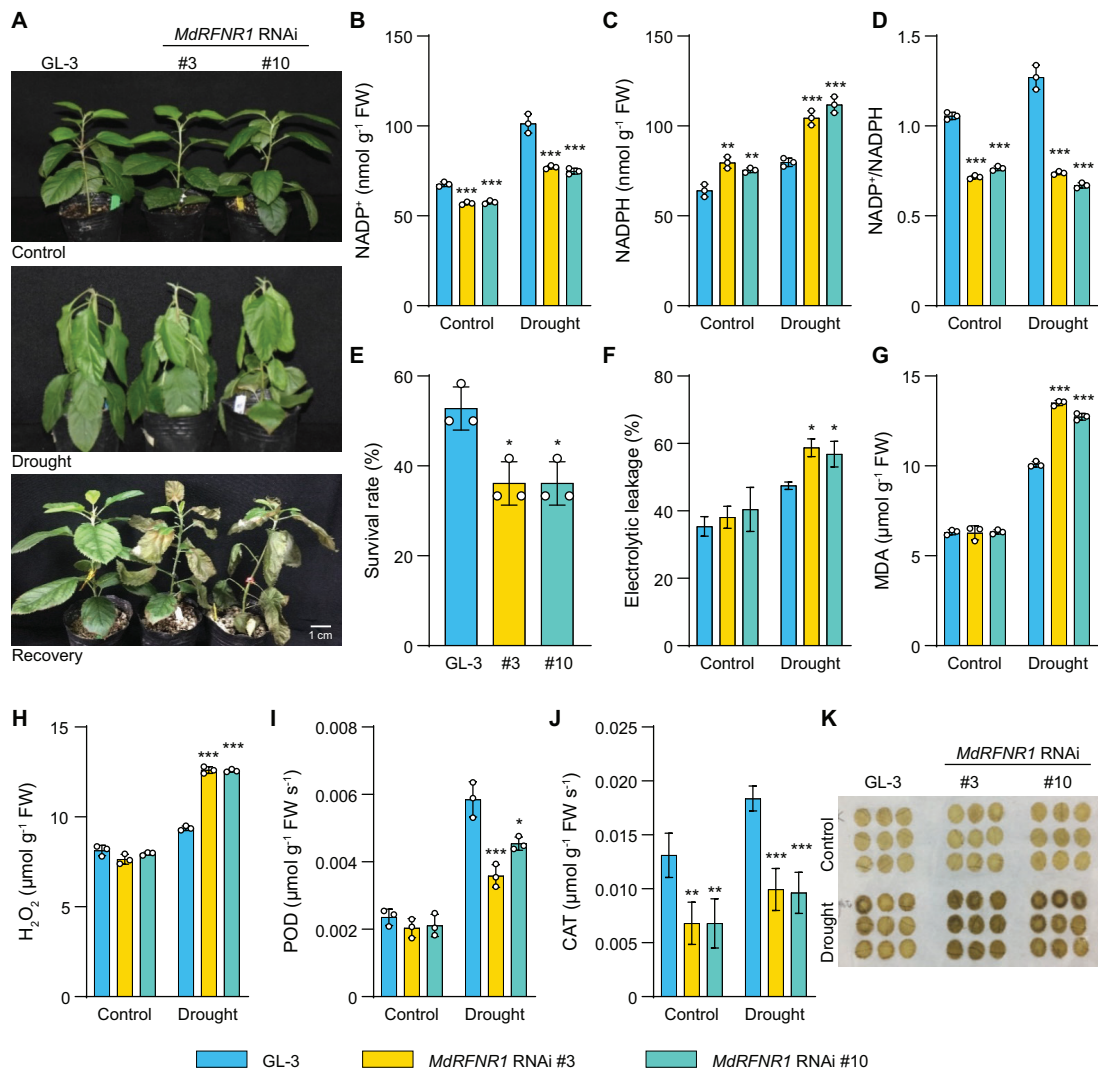 A
MdRFNR1 RNAi
GL-3 #3 #10
Control
Drought
Recovery
1 cm
B
NADP⁺ (nmol g⁻¹ FW)
150
100
50
0
*** ***
*** ***
Control Drought
C
NADPH (nmol g⁻¹ FW)
150
100
50
0
** **
*** ***
Control Drought
D
NADP⁺/NADPH
1.5
1.0
0.5
0
*** ***
*** ***
Control Drought
E
Survival rate (%)
60
40
20
0
* *
GL-3 #3 #10
F
Electrolytic leakage (%)
80
60
40
20
0
* *
Control Drought
G
MDA (μmol g⁻¹ FW)
15
10
5
0
*** ***
Control Drought
H
H₂O₂ (μmol g⁻¹ FW)
15
10
5
0
*** ***
Control Drought
I
POD (μmol g⁻¹ FW s⁻¹)
0.008
0.006
0.004
0.002
0
*** *
Control Drought
J
CAT (μmol g⁻¹ FW s⁻¹)
0.025
0.020
0.015
0.010
0.005
0
** **
*** ***
Control Drought
K
MdRFNR1 RNAi
GL-3 #3 #10
Control
Drought
GL-3 MdRFNR1 RNAi #3 MdRFNR1 RNAi #10